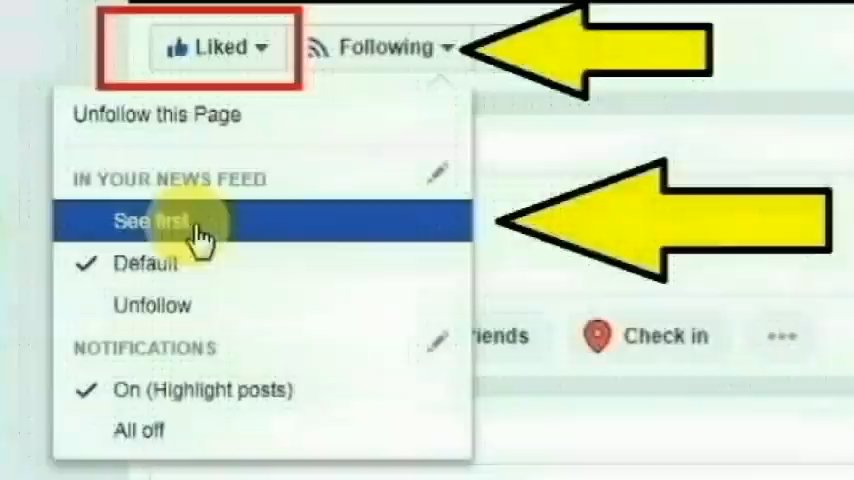 Liked Following
Unfollow this Page
IN YOUR NEWS FEED
See first
Default
Unfollow
NOTIFICATIONS
riends Check in
On (Highlight posts)
All off